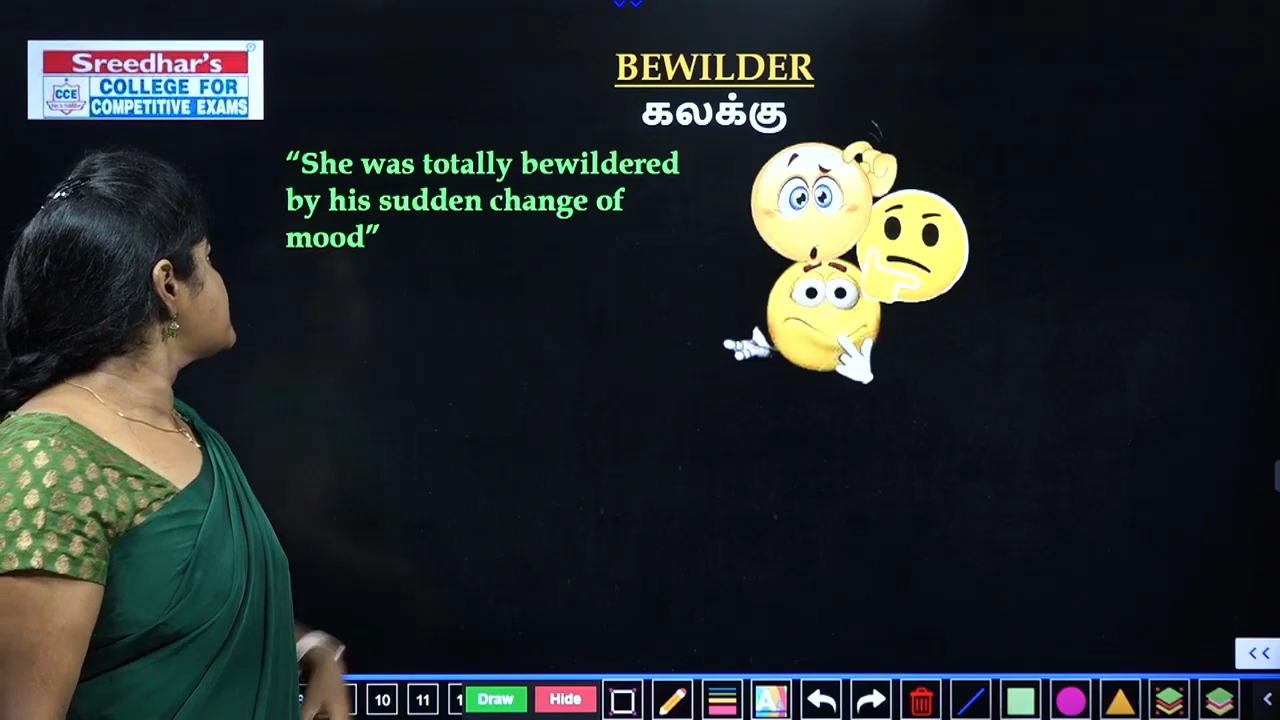 Sreedhar's
CCE
COLLEGE FOR
COMPETITIVE EXAMS
BEWILDER
கலக்கு
“She was totally bewildered
by his sudden change of
mood”
10 11 1 Draw Hide